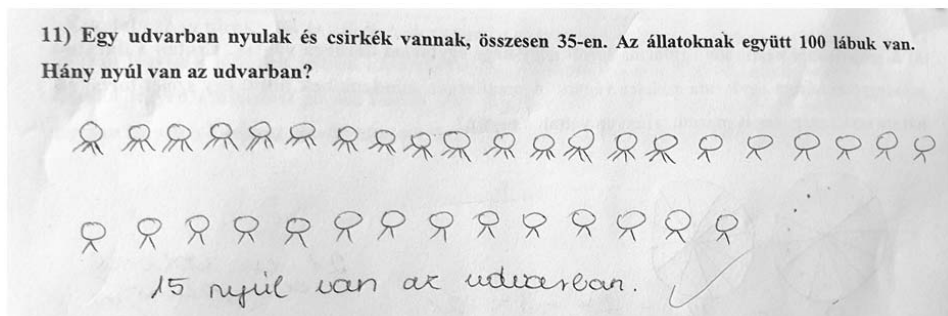 11) Egy udvarban nyulak és csirkék vannak, összesen 35-en. Az állatoknak együtt 100 lábuk van.
Hány nyúl van az udvarban?
15 nyúl van az udvarban.